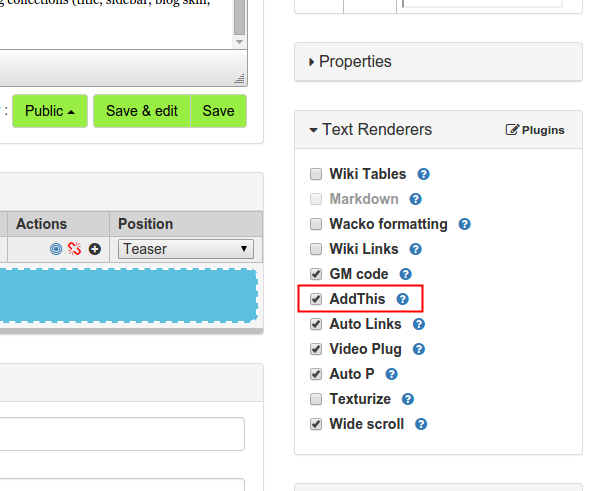 (title, sidebar, blog skin,
: Public Save & edit Save
Actions Position
Teaser
Properties
Text Renderers Plugins
Wiki Tables ?
Markdown ?
Wacko formatting ?
Wiki Links ?
GM code ?
AddThis ?
Auto Links ?
Video Plug ?
Auto P ?
Texturize ?
Wide scroll ?